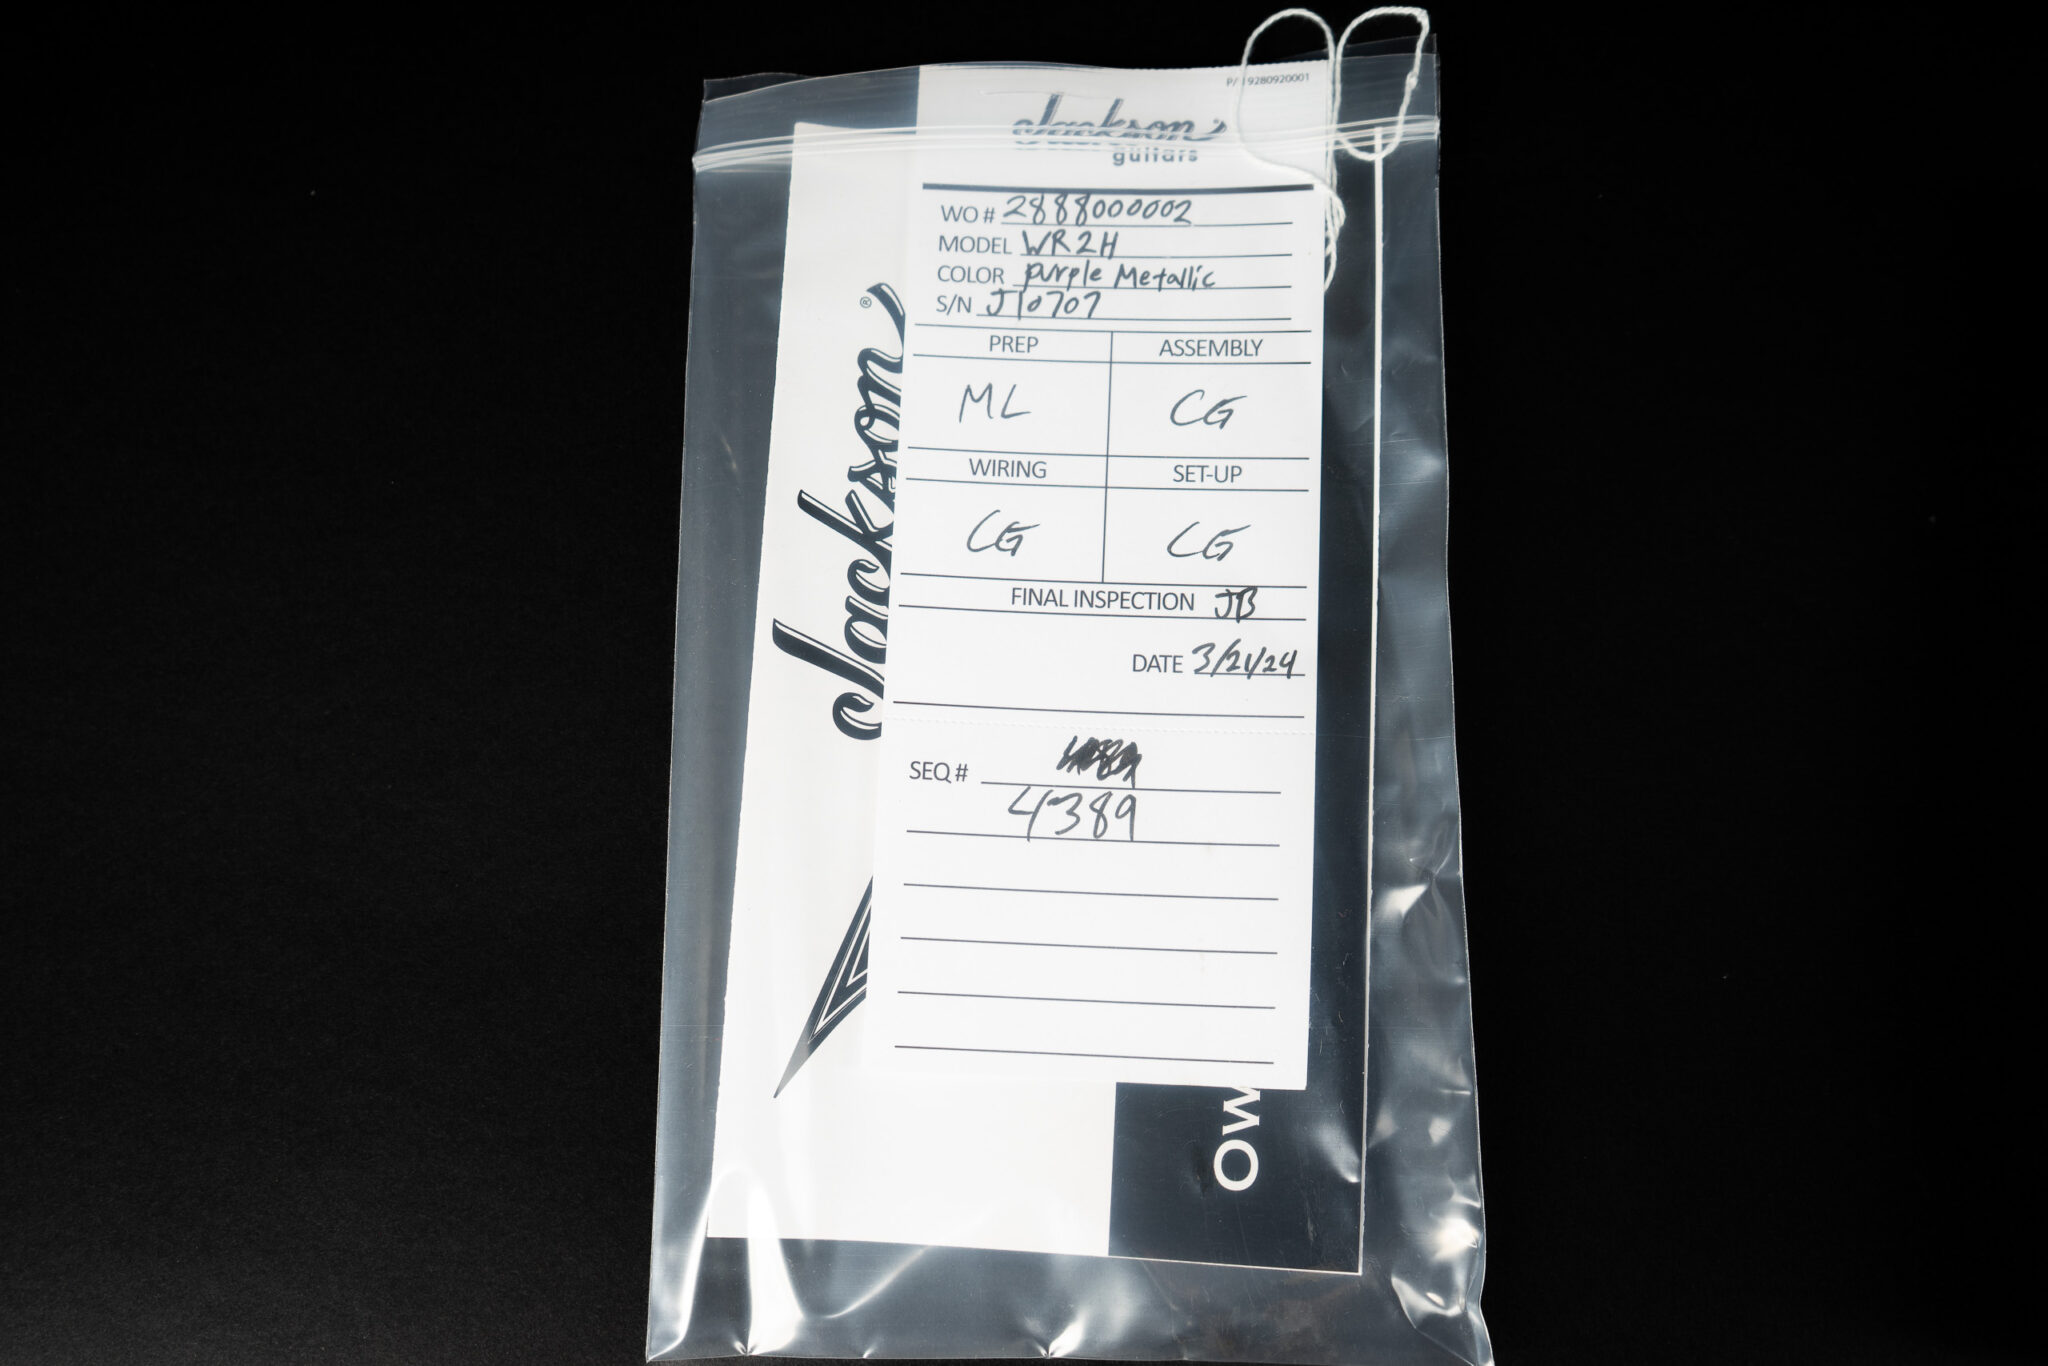 P/N 9280920001
Jackson
guitars
WO # 2888000002
MODEL WR2H
COLOR Purple Metallic
S/N J10707
PREP ASSEMBLY
ML CG
WIRING SET-UP
CG CG
FINAL INSPECTION JB
DATE 3/21/24
SEQ #
4389
Jackson®
Ow